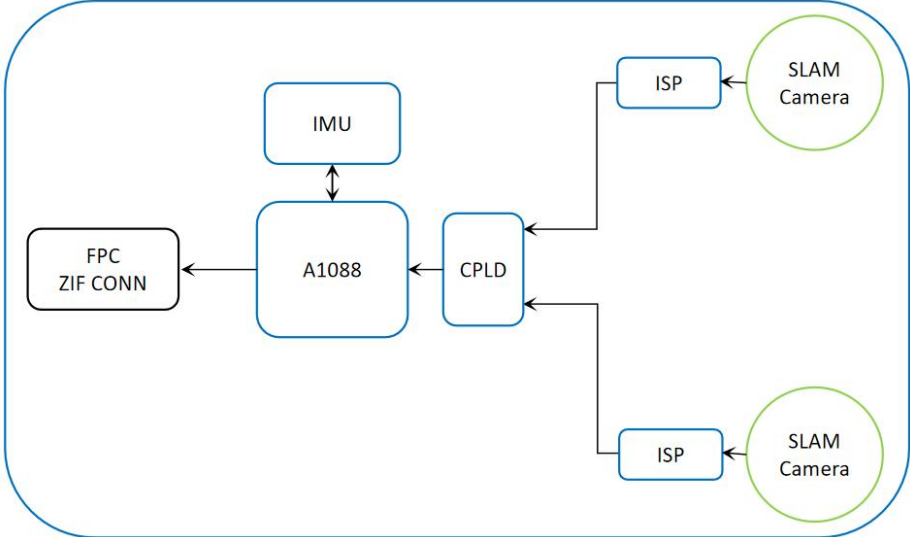 SLAM
Camera
ISP
IMU
FPC
ZIF CONN
A1088
CPLD
ISP
SLAM
Camera